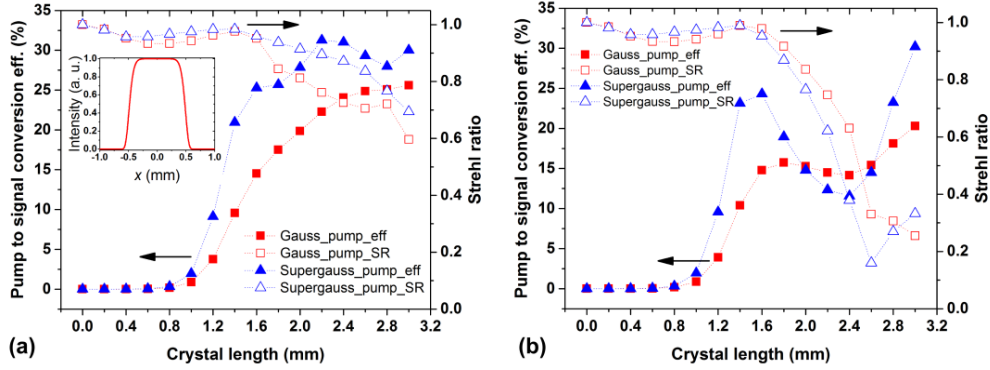 Pump to signal conversion eff. (%)
35
30
25
20
15
10
5
0
Intensity (a. u.)
1.0
0.8
0.6
0.4
0.2
0.0
-1.0 -0.5 0.0 0.5 1.0
x (mm)
Gauss_pump_eff
Gauss_pump_SR
Supergauss_pump_eff
Supergauss_pump_SR
1.0
0.8
0.6
0.4
0.2
0.0
Strehl ratio
0.0 0.4 0.8 1.2 1.6 2.0 2.4 2.8 3.2
(a)
Crystal length (mm)
Pump to signal conversion eff. (%)
35
30
25
20
15
10
5
0
Gauss_pump_eff
Gauss_pump_SR
Supergauss_pump_eff
Supergauss_pump_SR
1.0
0.8
0.6
0.4
0.2
0.0
Strehl ratio
0.0 0.4 0.8 1.2 1.6 2.0 2.4 2.8 3.2
(b)
Crystal length (mm)